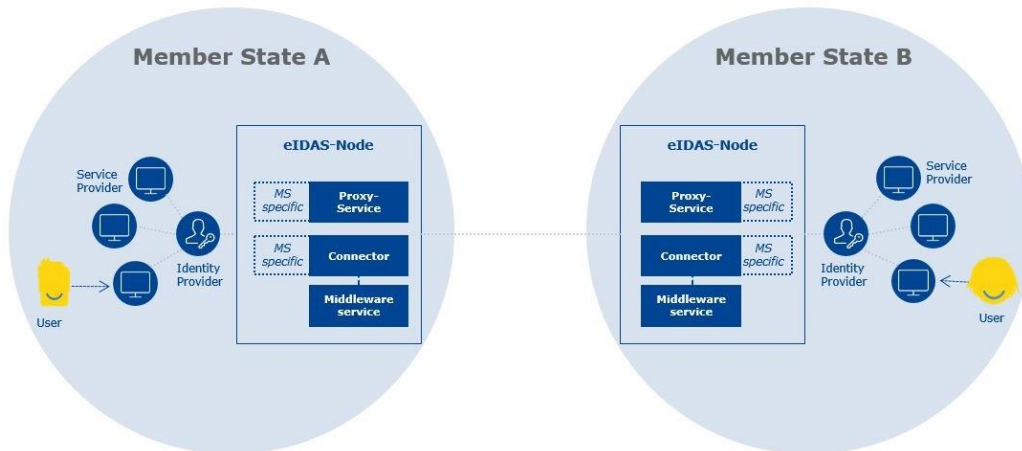 Member State A
eIDAS-Node
Service
Provider
MS
specific
Proxy-
Service
MS
specific
Connector
Identity
Provider
Middleware
service
User
Member State B
eIDAS-Node
Proxy-
Service
MS
specific
Service
Provider
Connector
MS
specific
Identity
Provider
Middleware
service
User